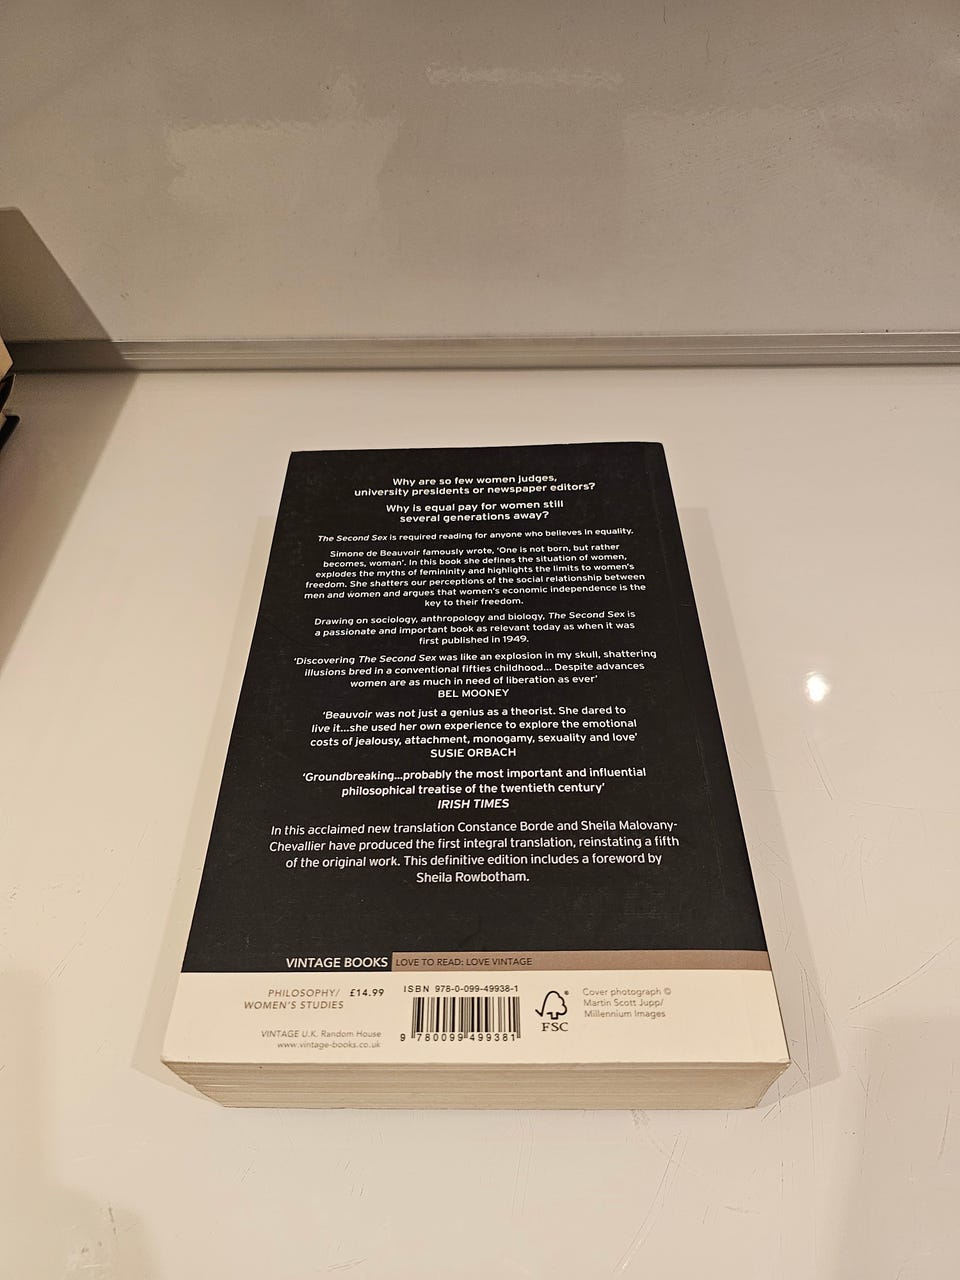 Why are so few women judges,
university presidents or newspaper editors?
Why is equal pay for women still
several generations away?
The Second Sex is required reading for anyone who believes in equality.
Simone de Beauvoir famously wrote, ‘One is not born, but rather
becomes, woman’. In this book she defines the situation of women,
explodes the myths of femininity and highlights the limits to women's
freedom. She shatters our perceptions of the social relationship between
men and women and argues that women's economic independence is the
key to their freedom.
Drawing on sociology, anthropology and biology, The Second Sex is
a passionate and important book as relevant today as when it was
first published in 1949.
‘Discovering The Second Sex was like an explosion in my skull, shattering
illusions bred in a conventional fifties childhood... Despite advances
women are as much in need of liberation as ever’
BEL MOONEY
‘Beauvoir was not just a genius as a theorist. She dared to
live it...she used her own experience to explore the emotional
costs of jealousy, attachment, monogamy, sexuality and love’
SUSIE ORBACH
‘Groundbreaking...probably the most important and influential
philosophical treatise of the twentieth century’
IRISH TIMES
In this acclaimed new translation Constance Borde and Sheila Malovany-
Chevallier have produced the first integral translation, reinstating a fifth
of the original work. This definitive edition includes a foreword by
Sheila Rowbotham.
VINTAGE BOOKS LOVE TO READ: LOVE VINTAGE
PHILOSOPHY/ £14.99
WOMEN'S STUDIES
VINTAGE U.K. Random House
www.vintage-books.co.uk
ISBN 978-0-099-49938-1
9 780099 499381
FSC
Cover photograph ©
Martin Scott Jupp/
Millennium Images